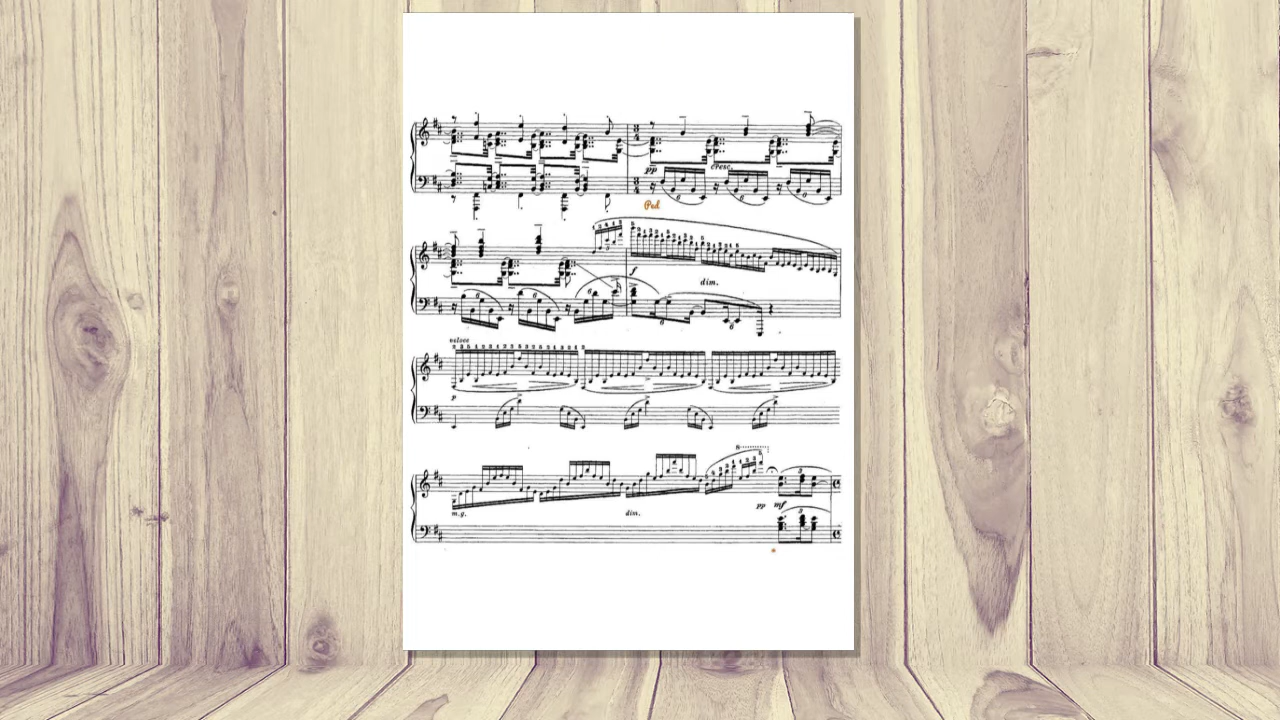 pp cresc.
Ped
f dim.
veloce
p
m.g. dim. pp mf